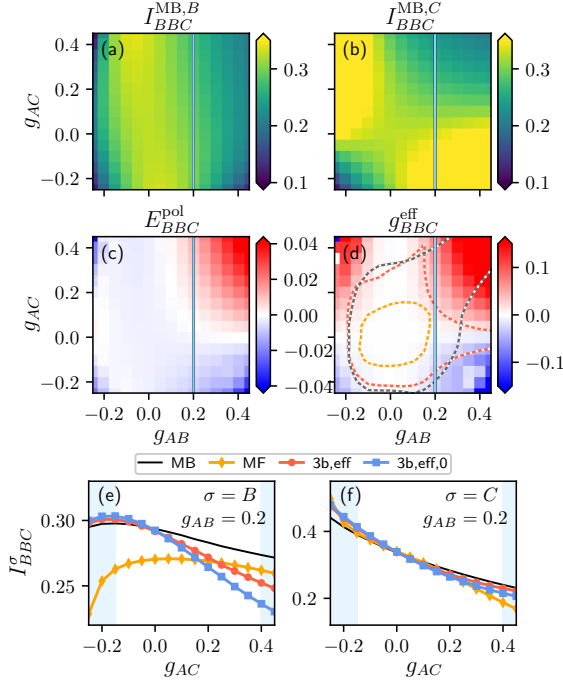 I_{BBC}^{MB,B} I_{BBC}^{MB,C}
(a) (b)
g_{AC}
0.4
0.2
0.0
−0.2
0.3
0.2
0.1
0.3
0.2
0.1
E_{BBC}^{pol} g_{BBC}^{eff}
(c) (d)
g_{AC}
0.4
0.2
0.0
−0.2
0.04
0.02
0.00
−0.02
−0.04
0.1
0.0
−0.1
−0.2 0.0 0.2 0.4 −0.2 0.0 0.2 0.4
g_{AB} g_{AB}
MB MF 3b,eff 3b,eff,0
(e) σ = B (f) σ = C
g_{AB} = 0.2 g_{AB} = 0.2
I_{BBC}^{σ}
0.30
0.25
0.4
0.2
−0.2 0.0 0.2 0.4 −0.2 0.0 0.2 0.4
g_{AC} g_{AC}